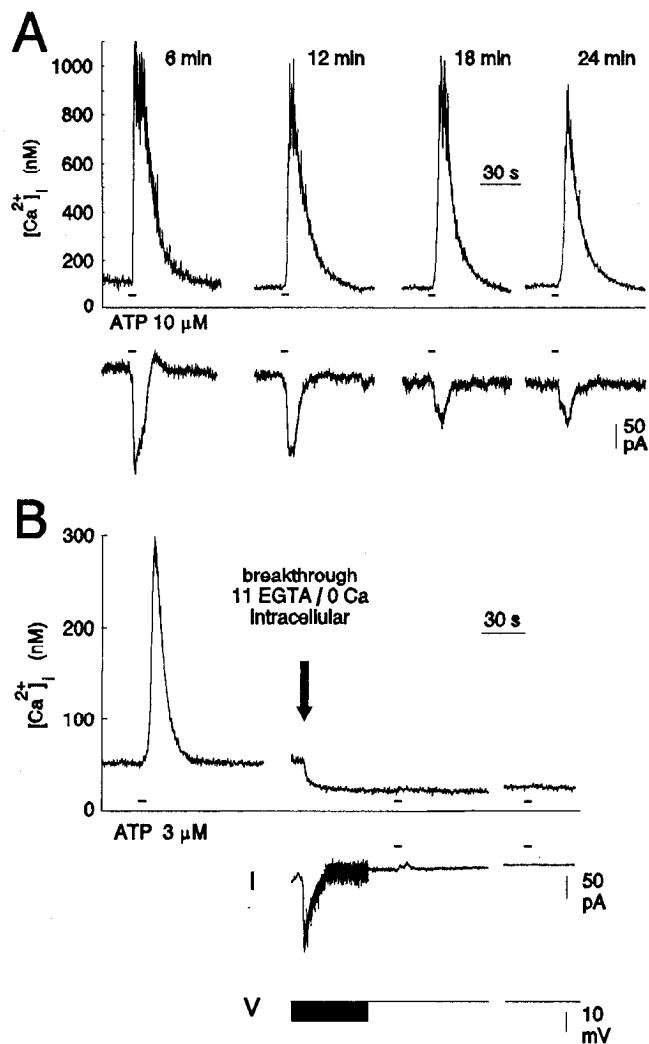 A
6 min 12 min 18 min 24 min
1000
800
600
400
200
0
[Ca2+]i (nM)
30 s
ATP 10 μM
50
pA
B
300
200
100
0
[Ca2+]i (nM)
breakthrough
11 EGTA / 0 Ca
intracellular
30 s
ATP 3 μM
I
50
pA
V
10
mV